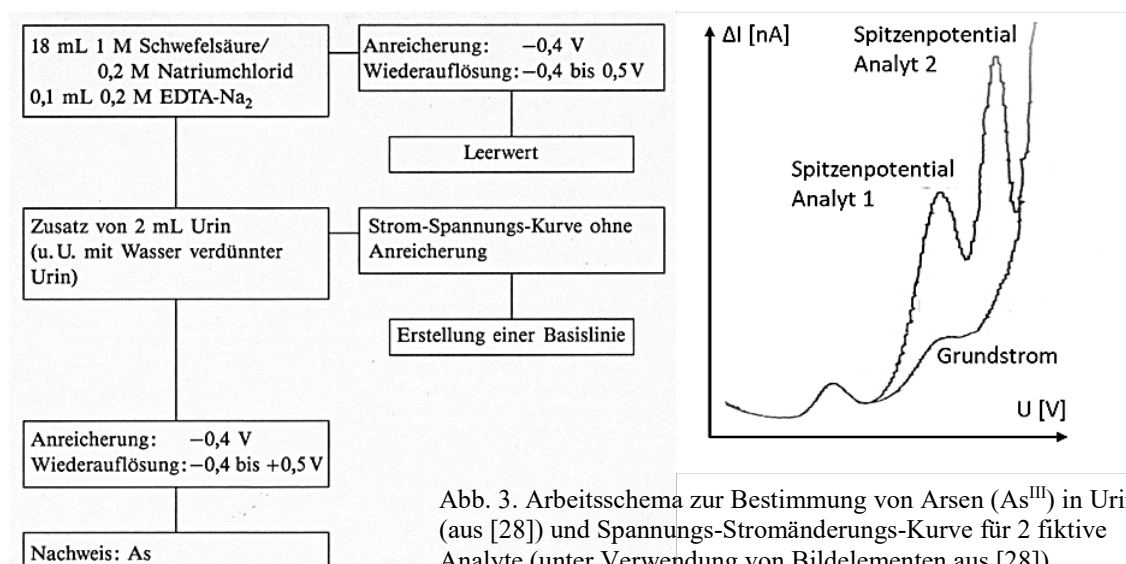 18 mL 1 M Schwefelsäure/
0,2 M Natriumchlorid
0,1 mL 0,2 M EDTA-Na₂
Anreicherung: −0,4 V
Wiederauflösung: −0,4 bis 0,5 V
Leerwert
Zusatz von 2 mL Urin
(u. U. mit Wasser verdünnter
Urin)
Strom-Spannungs-Kurve ohne
Anreicherung
Erstellung einer Basislinie
Anreicherung: −0,4 V
Wiederauflösung: −0,4 bis +0,5 V
Nachweis: As
ΔI [nA]
Spitzenpotential
Analyt 2
Spitzenpotential
Analyt 1
Grundstrom
U [V]
Abb. 3. Arbeitsschema zur Bestimmung von Arsen (Asᴵᴵᴵ) in Uri
(aus [28]) und Spannungs-Stromänderungs-Kurve für 2 fiktive
Analyte (unter Verwendung von Bildelementen aus [28])